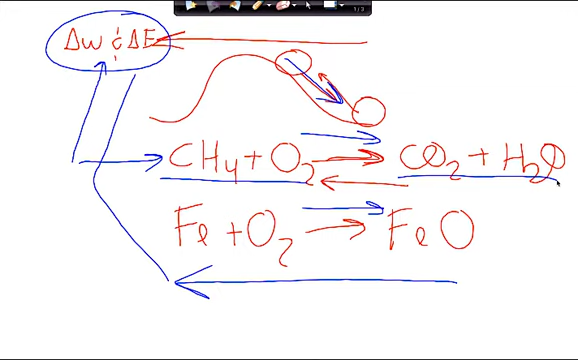 Δw & ΔE
CH4 + O2 → CO2 + H2O
Fe + O2 → FeO